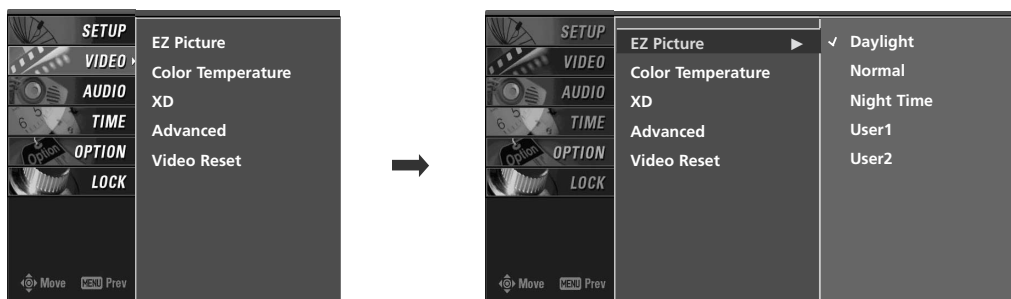 SETUP
VIDEO
AUDIO
TIME
OPTION
LOCK
Move MENU Prev
EZ Picture
Color Temperature
XD
Advanced
Video Reset
SETUP
VIDEO
AUDIO
TIME
OPTION
LOCK
Move MENU Prev
EZ Picture ▶
Color Temperature
XD
Advanced
Video Reset
✓ Daylight
Normal
Night Time
User1
User2